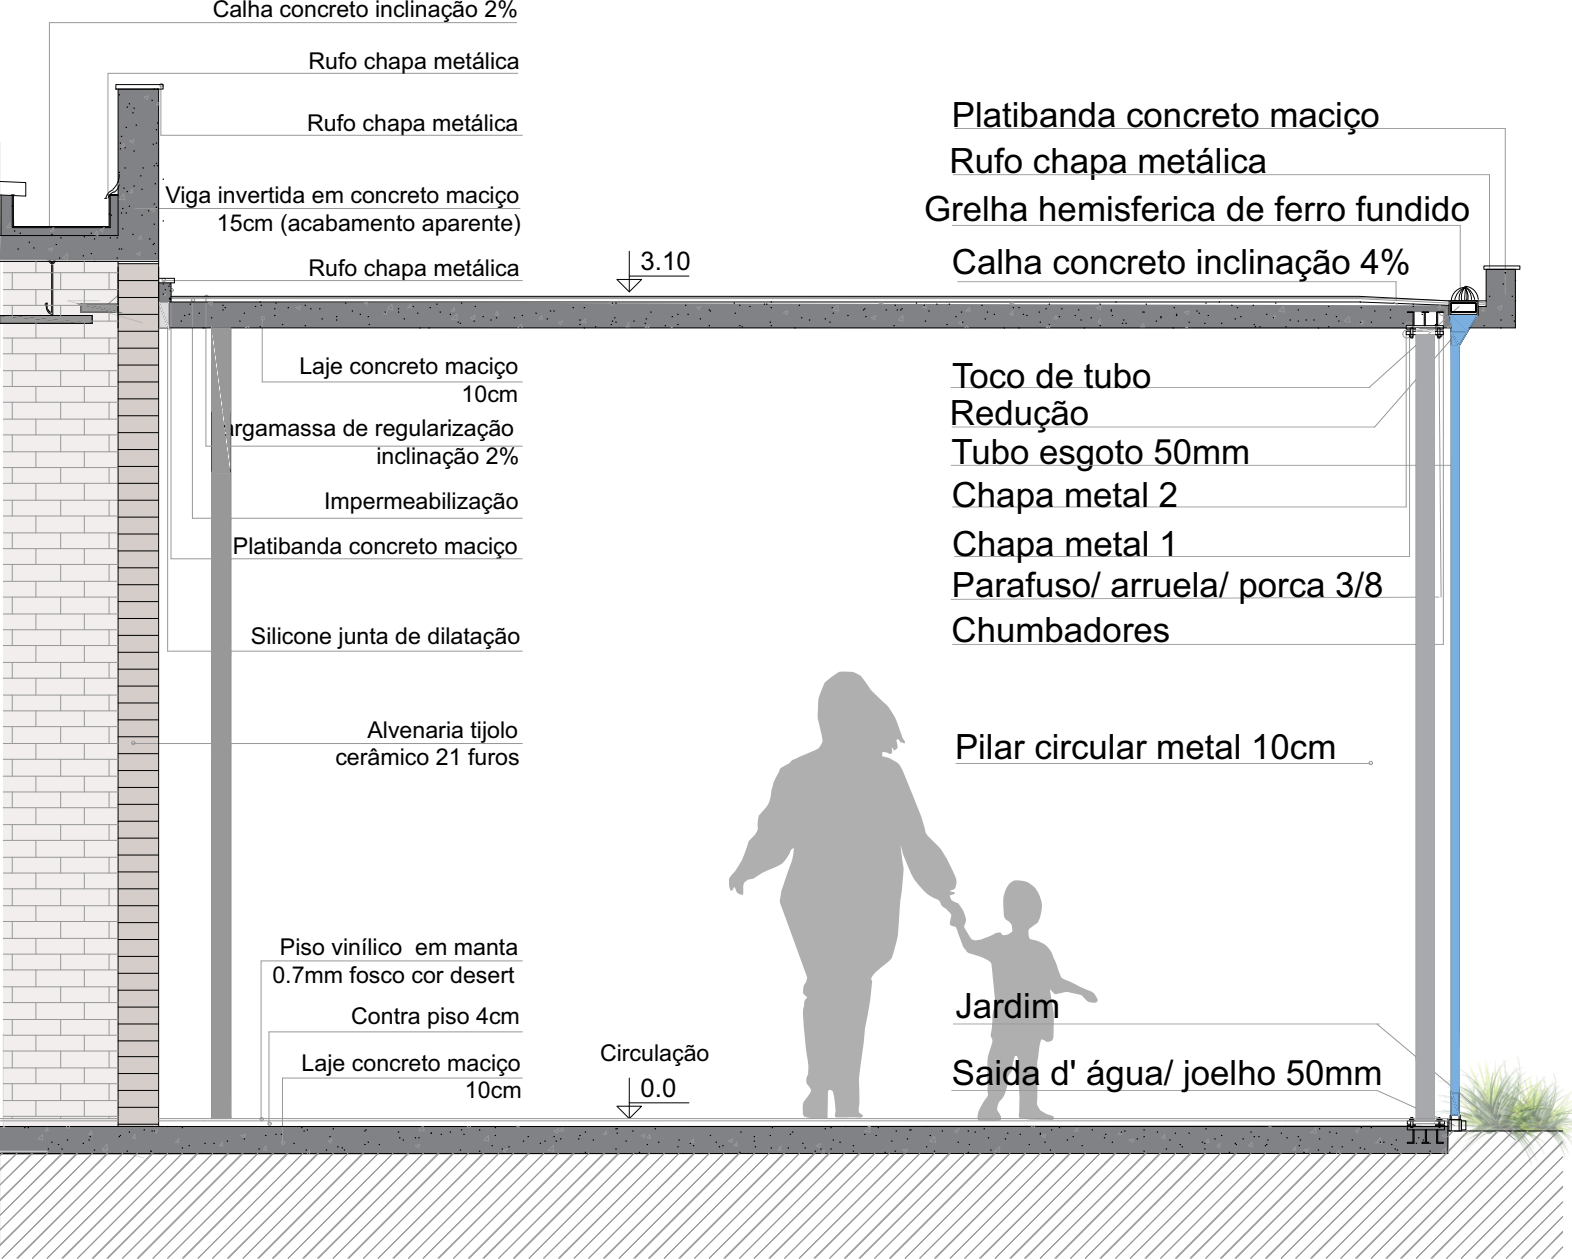 Calha concreto inclinação 2%
Rufo chapa metálica
Rufo chapa metálica
Viga invertida em concreto maciço
15cm (acabamento aparente)
Rufo chapa metálica
3.10
Laje concreto maciço
10cm
rgamassa de regularização
inclinação 2%
Impermeabilização
Platibanda concreto maciço
Silicone junta de dilatação
Alvenaria tijolo
cerâmico 21 furos
Piso vinílico em manta
0.7mm fosco cor desert
Contra piso 4cm
Laje concreto maciço
10cm
Circulação
0.0
Platibanda concreto maciço
Rufo chapa metálica
Grelha hemisferica de ferro fundido
Calha concreto inclinação 4%
Toco de tubo
Redução
Tubo esgoto 50mm
Chapa metal 2
Chapa metal 1
Parafuso/ arruela/ porca 3/8
Chumbadores
Pilar circular metal 10cm
Jardim
Saida d' água/ joelho 50mm